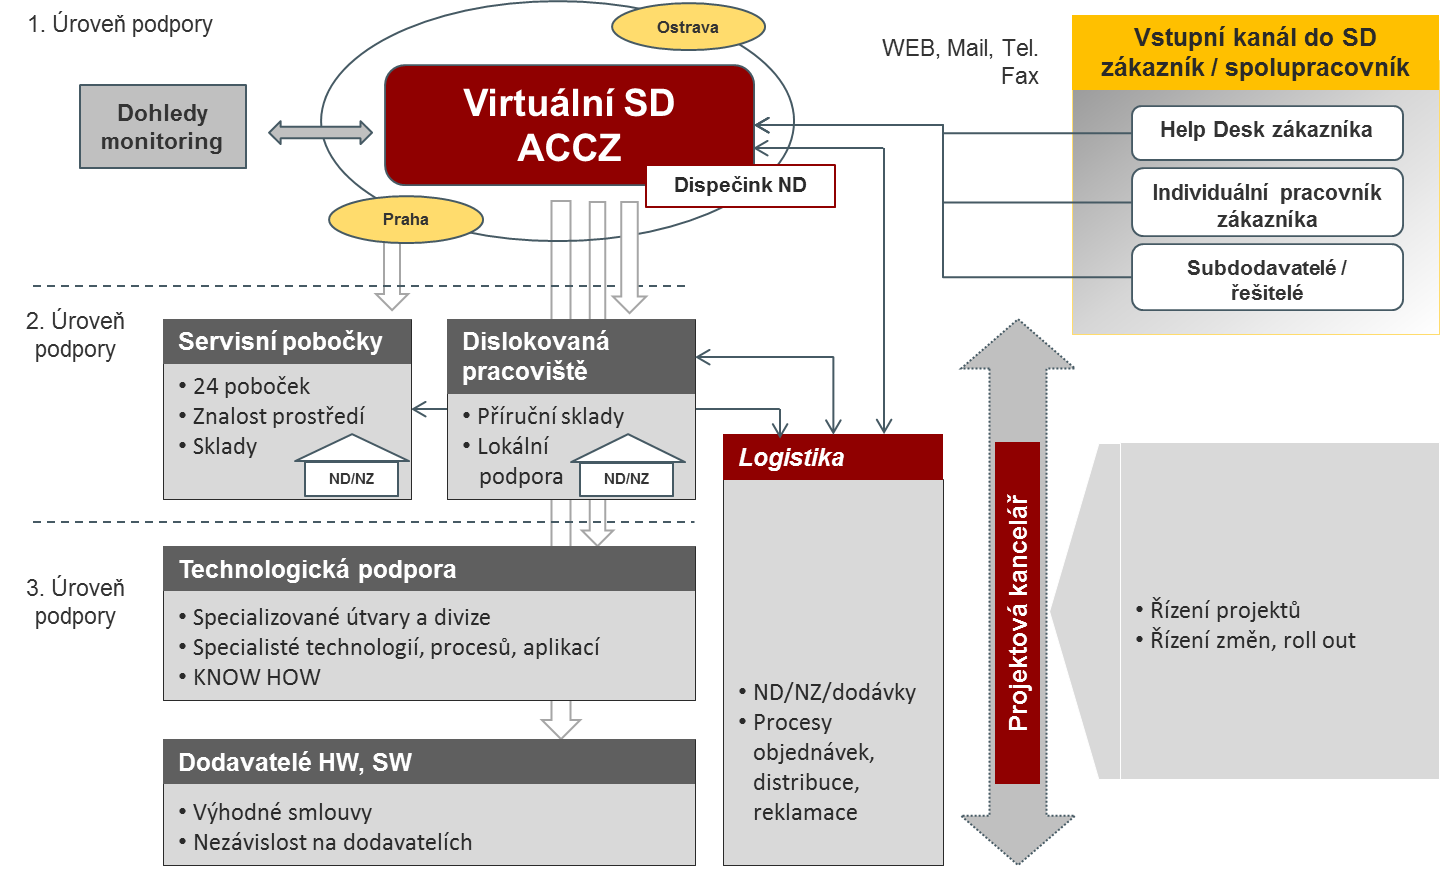 1. Úroveň podpory
Ostrava
Virtuální SD
ACCZ
Dohledy
monitoring
Dispečink ND
Praha
WEB, Mail, Tel.
Fax
Vstupní kanál do SD
zákazník / spolupracovník
Help Desk zákazníka
Individuální pracovník
zákazníka
Subdodavatelé /
řešitelé
2. Úroveň
podpory
Servisní pobočky
• 24 poboček
• Znalost prostředí
• Sklady
ND/NZ
Dislokovaná
pracoviště
• Příruční sklady
• Lokální
podpora
ND/NZ
Logistika
• ND/NZ/dodávky
• Procesy
objednávek,
distribuce,
reklamace
3. Úroveň
podpory
Technologická podpora
• Specializované útvary a divize
• Specialisté technologií, procesů, aplikací
• KNOW HOW
Dodavatelé HW, SW
• Výhodné smlouvy
• Nezávislost na dodavatelích
Projektová kancelář
• Řízení projektů
• Řízení změn, roll out